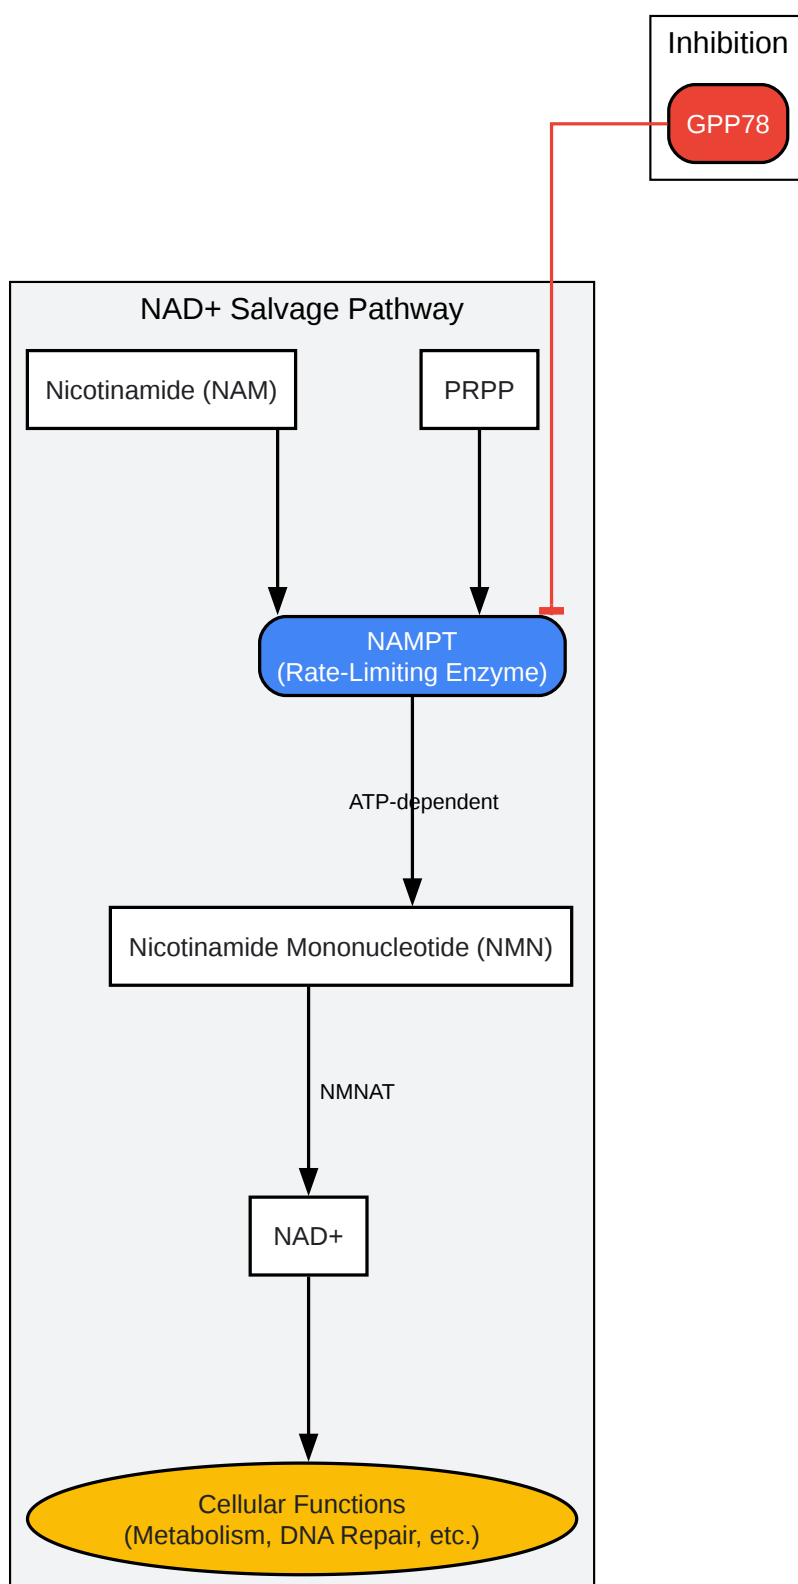 Inhibition
GPP78
NAD+ Salvage Pathway
Nicotinamide (NAM)
PRPP
NAMPT
(Rate-Limiting Enzyme)
ATP-dependent
Nicotinamide Mononucleotide (NMN)
NMNAT
NAD+
Cellular Functions
(Metabolism, DNA Repair, etc.)